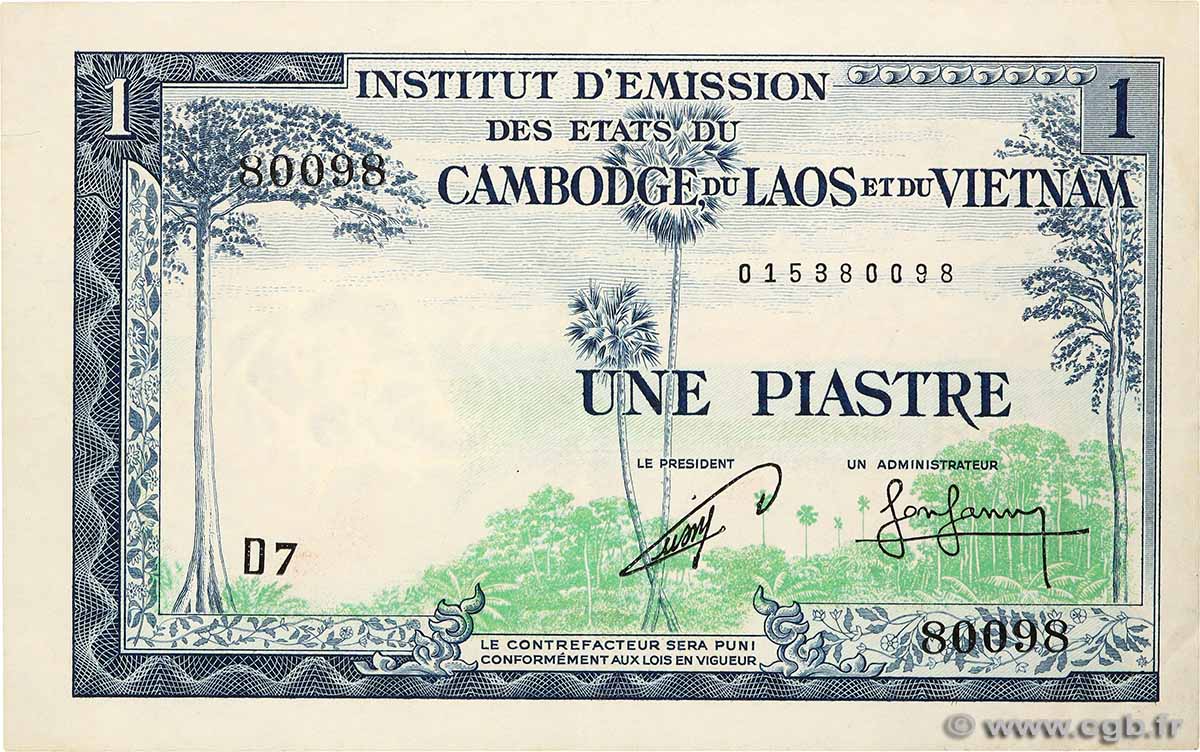 1
INSTITUT D'EMISSION
1
DES ETATS DU
80098
CAMBODGE, DU LAOS ET DU VIETNAM
015380098
UNE PIASTRE
LE PRESIDENT
UN ADMINISTRATEUR
D7
80098
LE CONTREFACTEUR SERA PUNI
CONFORMÉMENT AUX LOIS EN VIGUEUR
© www.cgb.fr